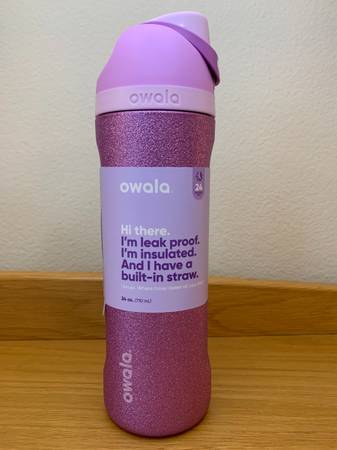 owala
owala
24
Hi there.
I'm leak proof.
I'm insulated.
And I have a
built-in straw.
24 oz. (710 mL)
owala